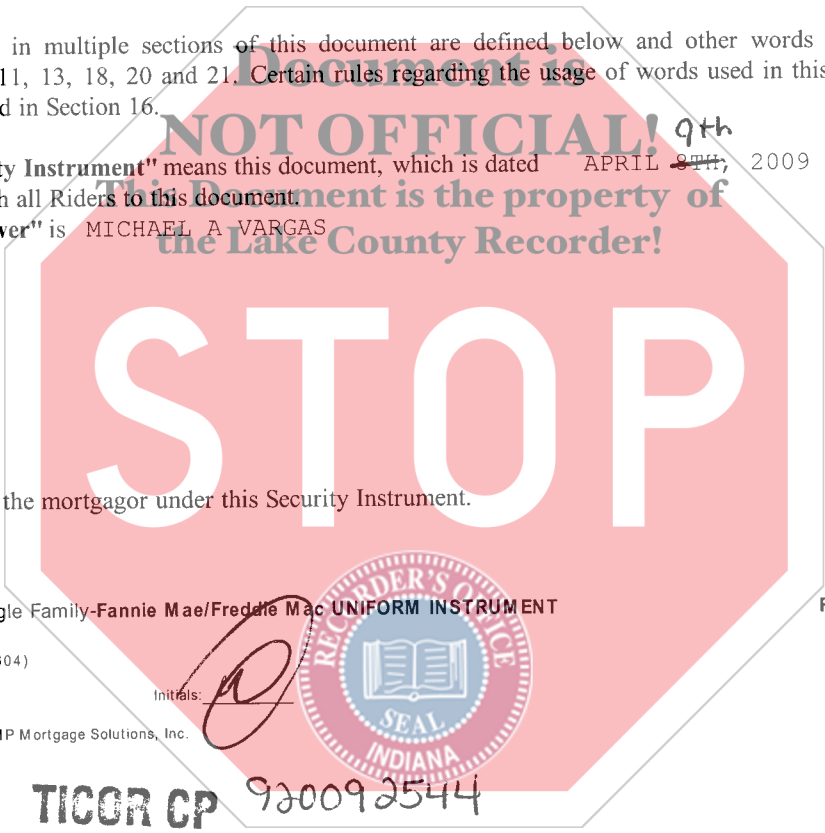 in multiple sections of this document are defined below and other words
11, 13, 18, 20 and 21. Certain rules regarding the usage of words used in this
d in Section 16.
Document is
NOT OFFICIAL!
This Document is the property of
the Lake County Recorder!
9th
ty Instrument" means this document, which is dated APRIL 8TH, 2009
h all Riders to this document.
wer" is MICHAEL A VARGAS
STOP
the mortgagor under this Security Instrument.
gle Family-Fannie Mae/Freddie Mac UNIFORM INSTRUMENT
F
604)
Initials:
MP Mortgage Solutions, Inc.
RECORDER'S OFFICE
SEAL
INDIANA
TICOR CP 920092544